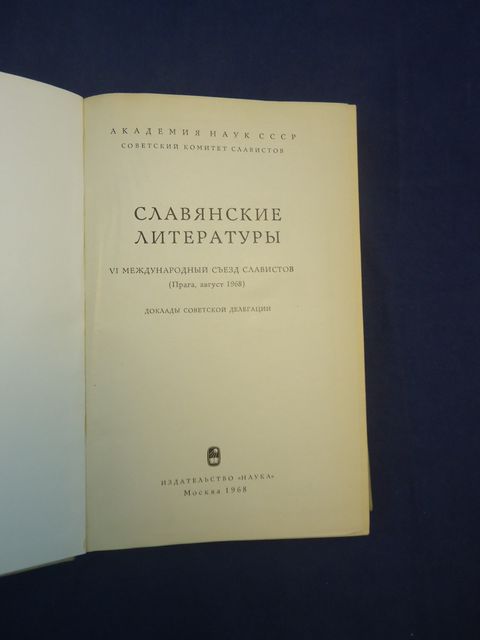 АКАДЕМИЯ НАУК СССР
СОВЕТСКИЙ КОМИТЕТ СЛАВИСТОВ
СЛАВЯНСКИЕ
ЛИТЕРАТУРЫ
VI МЕЖДУНАРОДНЫЙ СЪЕЗД СЛАВИСТОВ
(Прага, август 1968)
ДОКЛАДЫ СОВЕТСКОЙ ДЕЛЕГАЦИИ
ИЗДАТЕЛЬСТВО «НАУКА»
Москва 1968